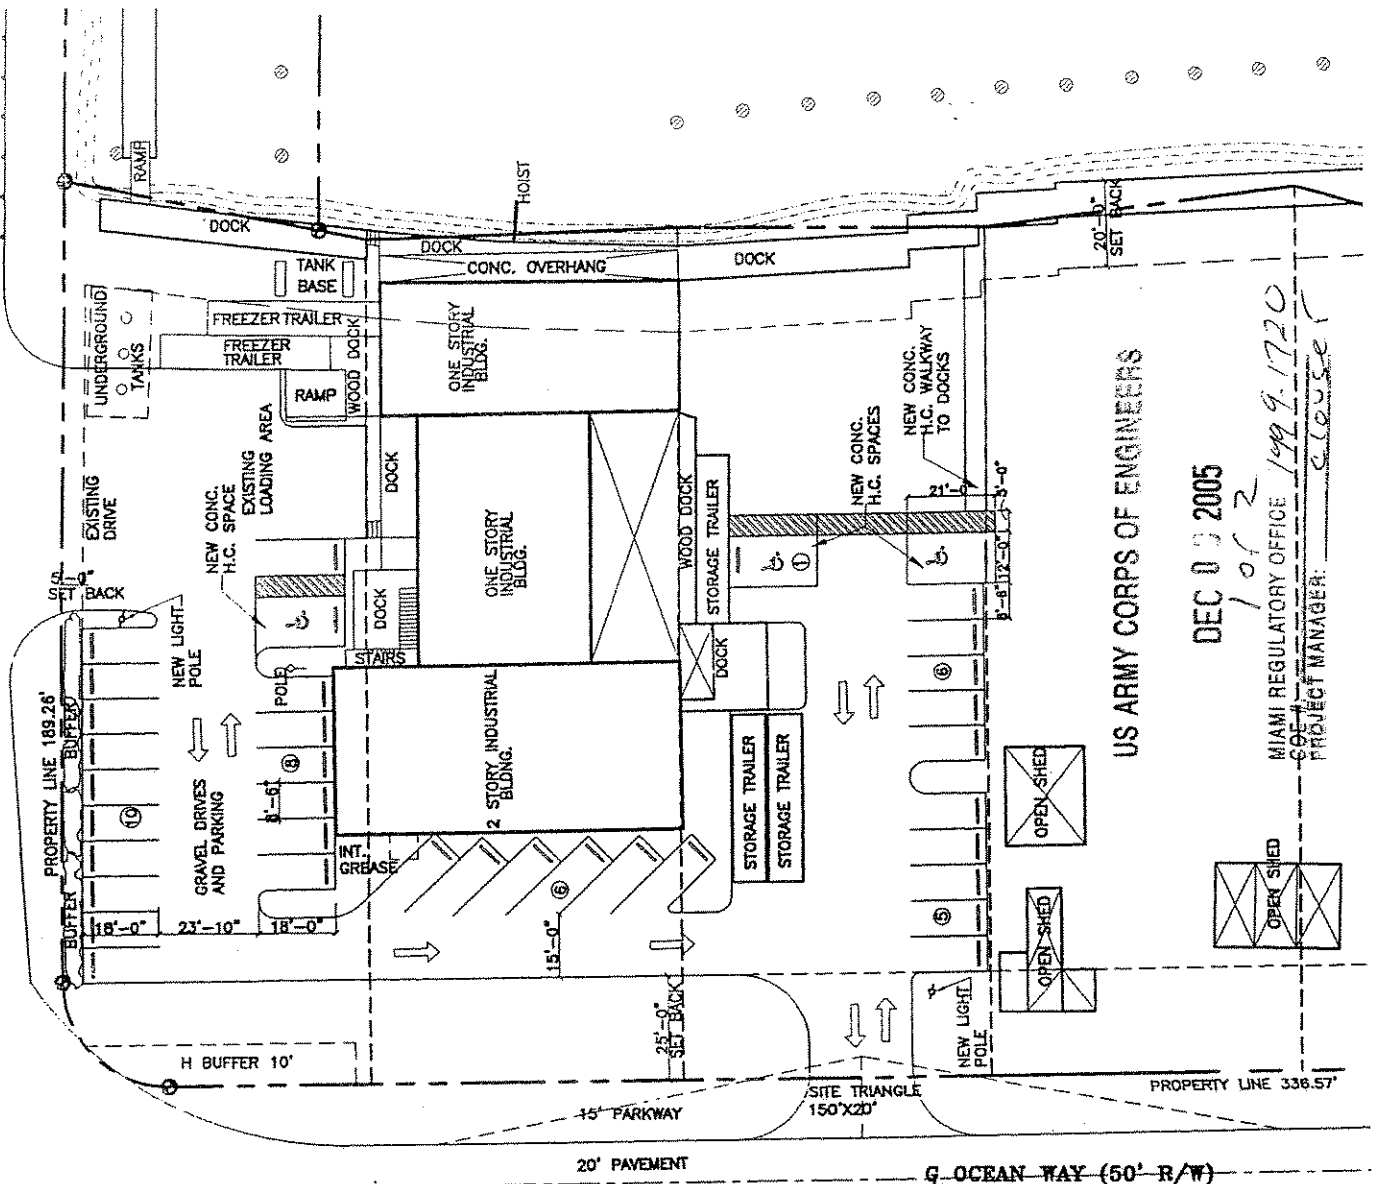 RAMP
HOIST
DOCK
DOCK
CONC. OVERHANG
DOCK
20'-0"
SET BACK
TANK
BASE
UNDERGROUND
TANKS
FREEZER TRAILER
FREEZER
TRAILER
WOOD DOCK
RAMP
ONE STORY
INDUSTRIAL
BLDG.
EXISTING
DRIVE
NEW CONC.
H.C. SPACE
EXISTING
LOADING AREA
DOCK
ONE STORY
INDUSTRIAL
BLDG.
WOOD DOCK
STORAGE TRAILER
NEW CONC.
H.C. SPACES
NEW CONC.
H.C. WALKWAY
TO DOCKS
21'-0"
5'-0"
12'-0"
1
5'-0"
SET BACK
NEW LIGHT
POLE
POLE
DOCK
STAIRS
DOCK
6
PROPERTY LINE 189.26'
BUFFER
BUFFER
10
GRAVEL DRIVES
AND PARKING
8
8'-6"
2 STORY INDUSTRIAL
BLDNG.
STORAGE TRAILER
STORAGE TRAILER
INT.
GREASE
6
18'-0"
23'-10"
18'-0"
15'-0"
5
OPEN SHED
OPEN SHED
OPEN SHED
US ARMY CORPS OF ENGINEERS
2005
1 of 2
MIAMI REGULATORY OFFICE 1999.1720
PROJECT MANAGER: Clouser
H BUFFER 10'
25'-0"
SET BACK
NEW LIGHT
POLE
SITE TRIANGLE
150'X20'
PROPERTY LINE 336.57'
15' PARKWAY
20' PAVEMENT
G OCEAN WAY (50' R/W)